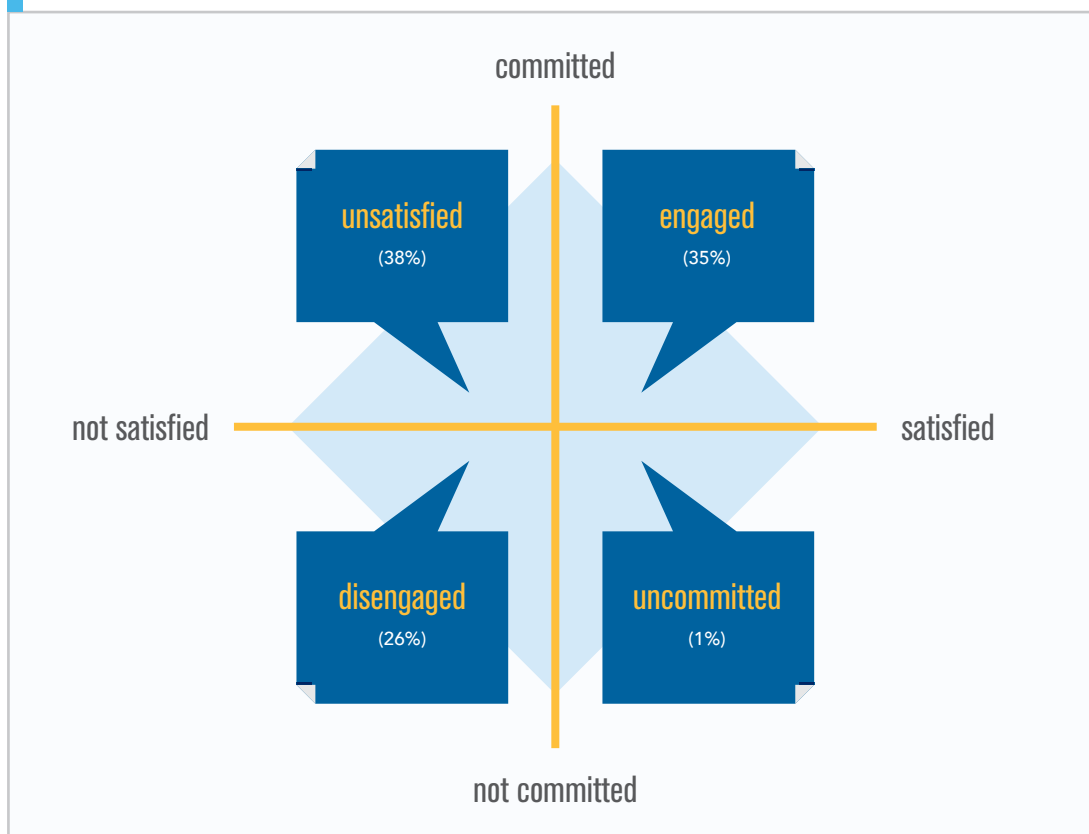 committed
unsatisfied
(38%)
engaged
(35%)
not satisfied
satisfied
disengaged
(26%)
uncommitted
(1%)
not committed